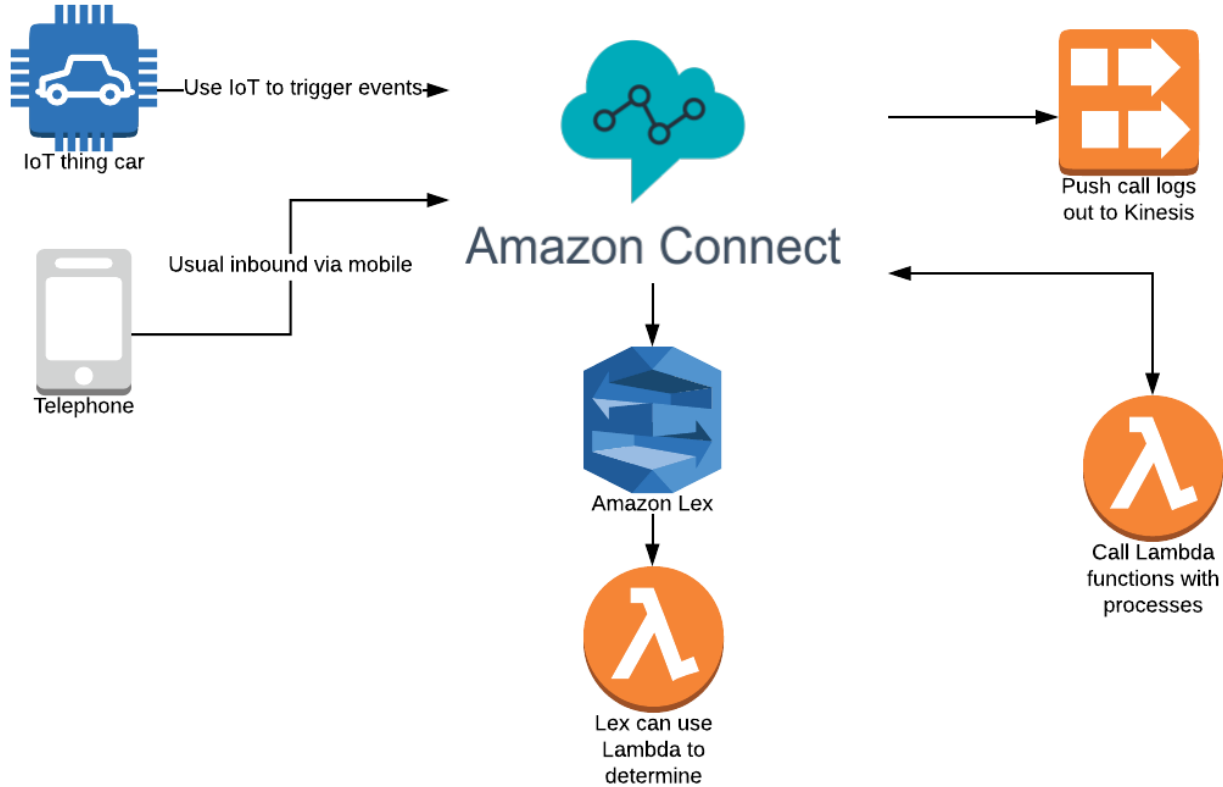 Use IoT to trigger events
IoT thing car
Usual inbound via mobile
Telephone
Amazon Connect
Push call logs
out to Kinesis
Amazon Lex
Call Lambda
functions with
processes
Lex can use
Lambda to
determine